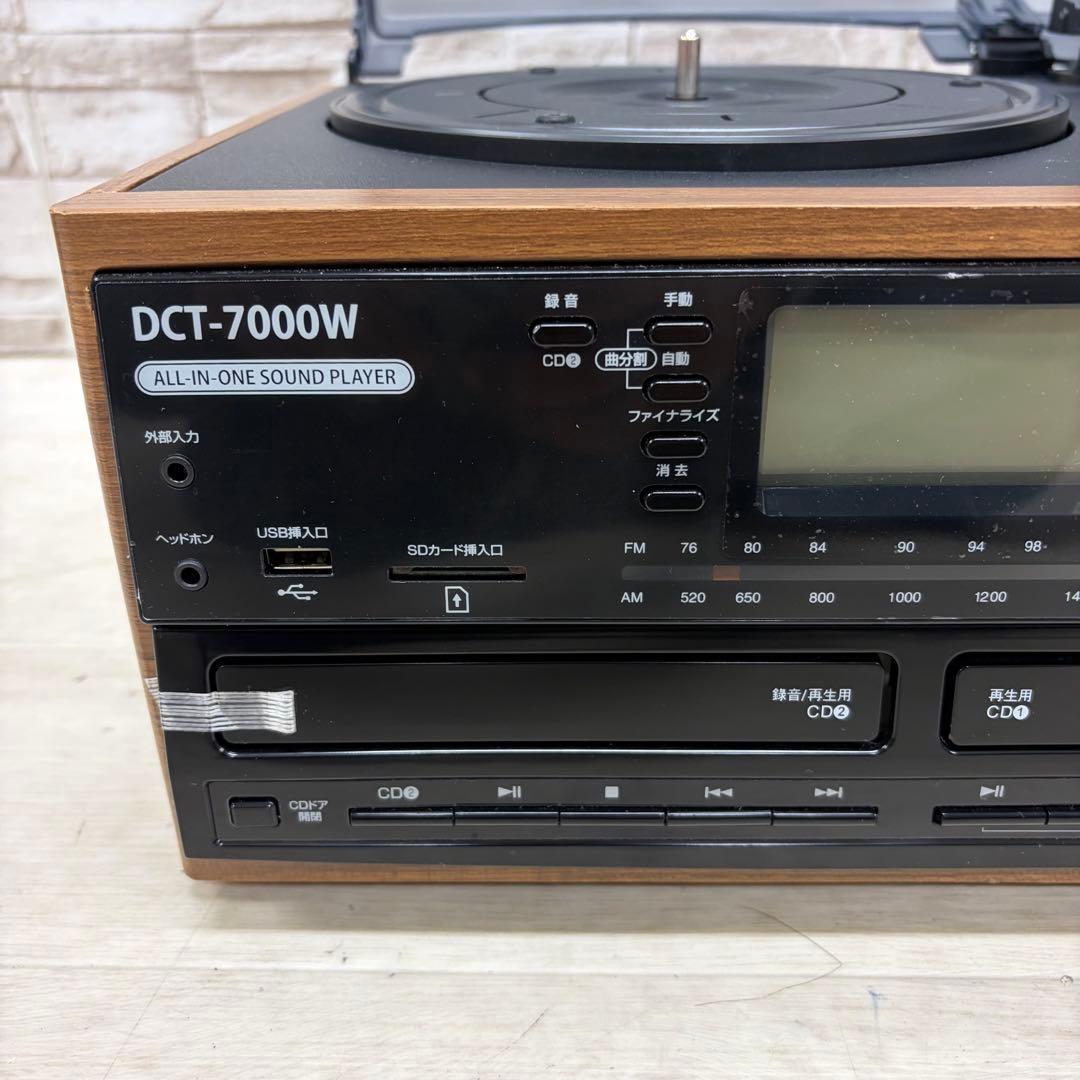 DCT-7000W
ALL-IN-ONE SOUND PLAYER
録音
CD❷
手動
曲分割
自動
ファイナライズ
消去
外部入力
ヘッドホン
USB挿入口
SDカード挿入口
FM 76 80 84 90 94 98
AM 520 650 800 1000 1200 14
録音/再生用
CD❷
再生用
CD❶
CDドア
開閉
CD❷